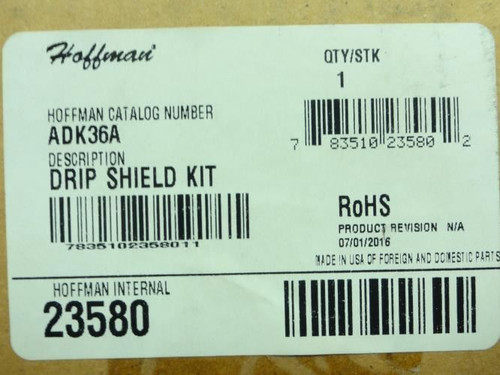 Hoffman
QTY/STK
1
HOFFMAN CATALOG NUMBER
ADK36A
DESCRIPTION
DRIP SHIELD KIT
7 83510 23580 2
7835102358011
RoHS
PRODUCT REVISION N/A
07/01/2016
MADE IN USA OF FOREIGN AND DOMESTIC PARTS
HOFFMAN INTERNAL
23580